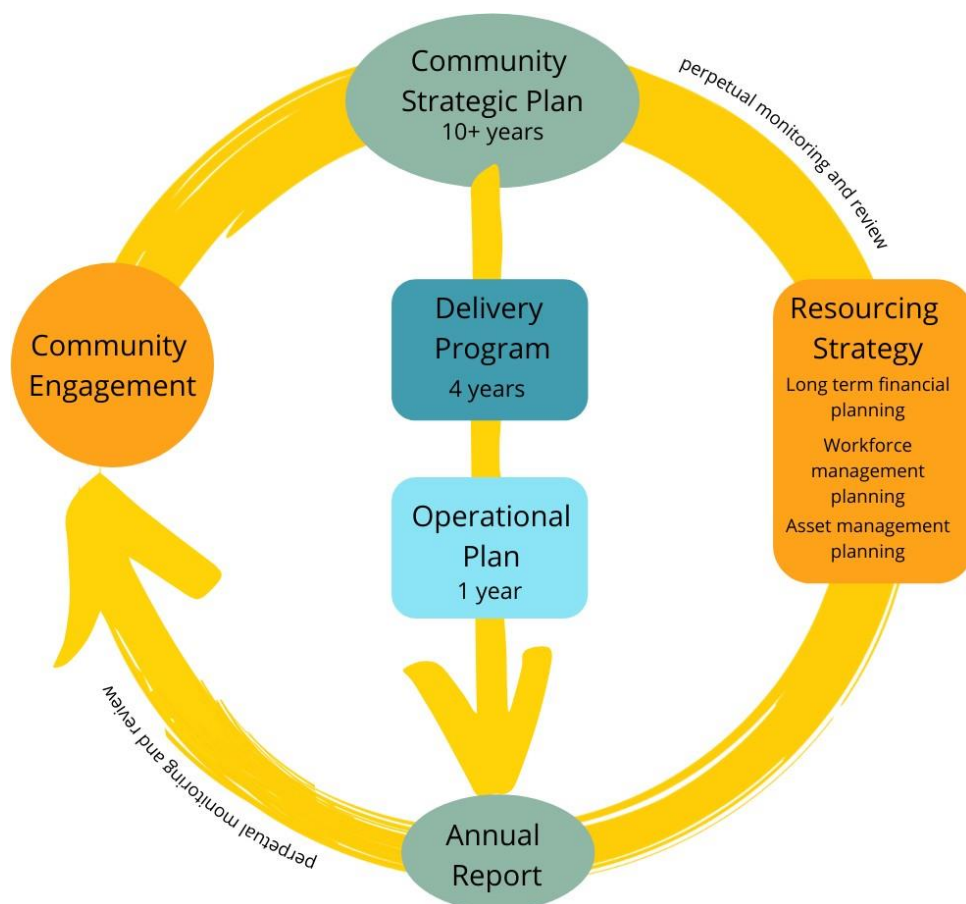 Community
Strategic Plan
10+ years
perpetual monitoring and review
Community
Engagement
Delivery
Program
4 years
Resourcing
Strategy
Long term financial
planning
Workforce
management
planning
Asset management
planning
Operational
Plan
1 year
perpetual monitoring and review
Annual
Report